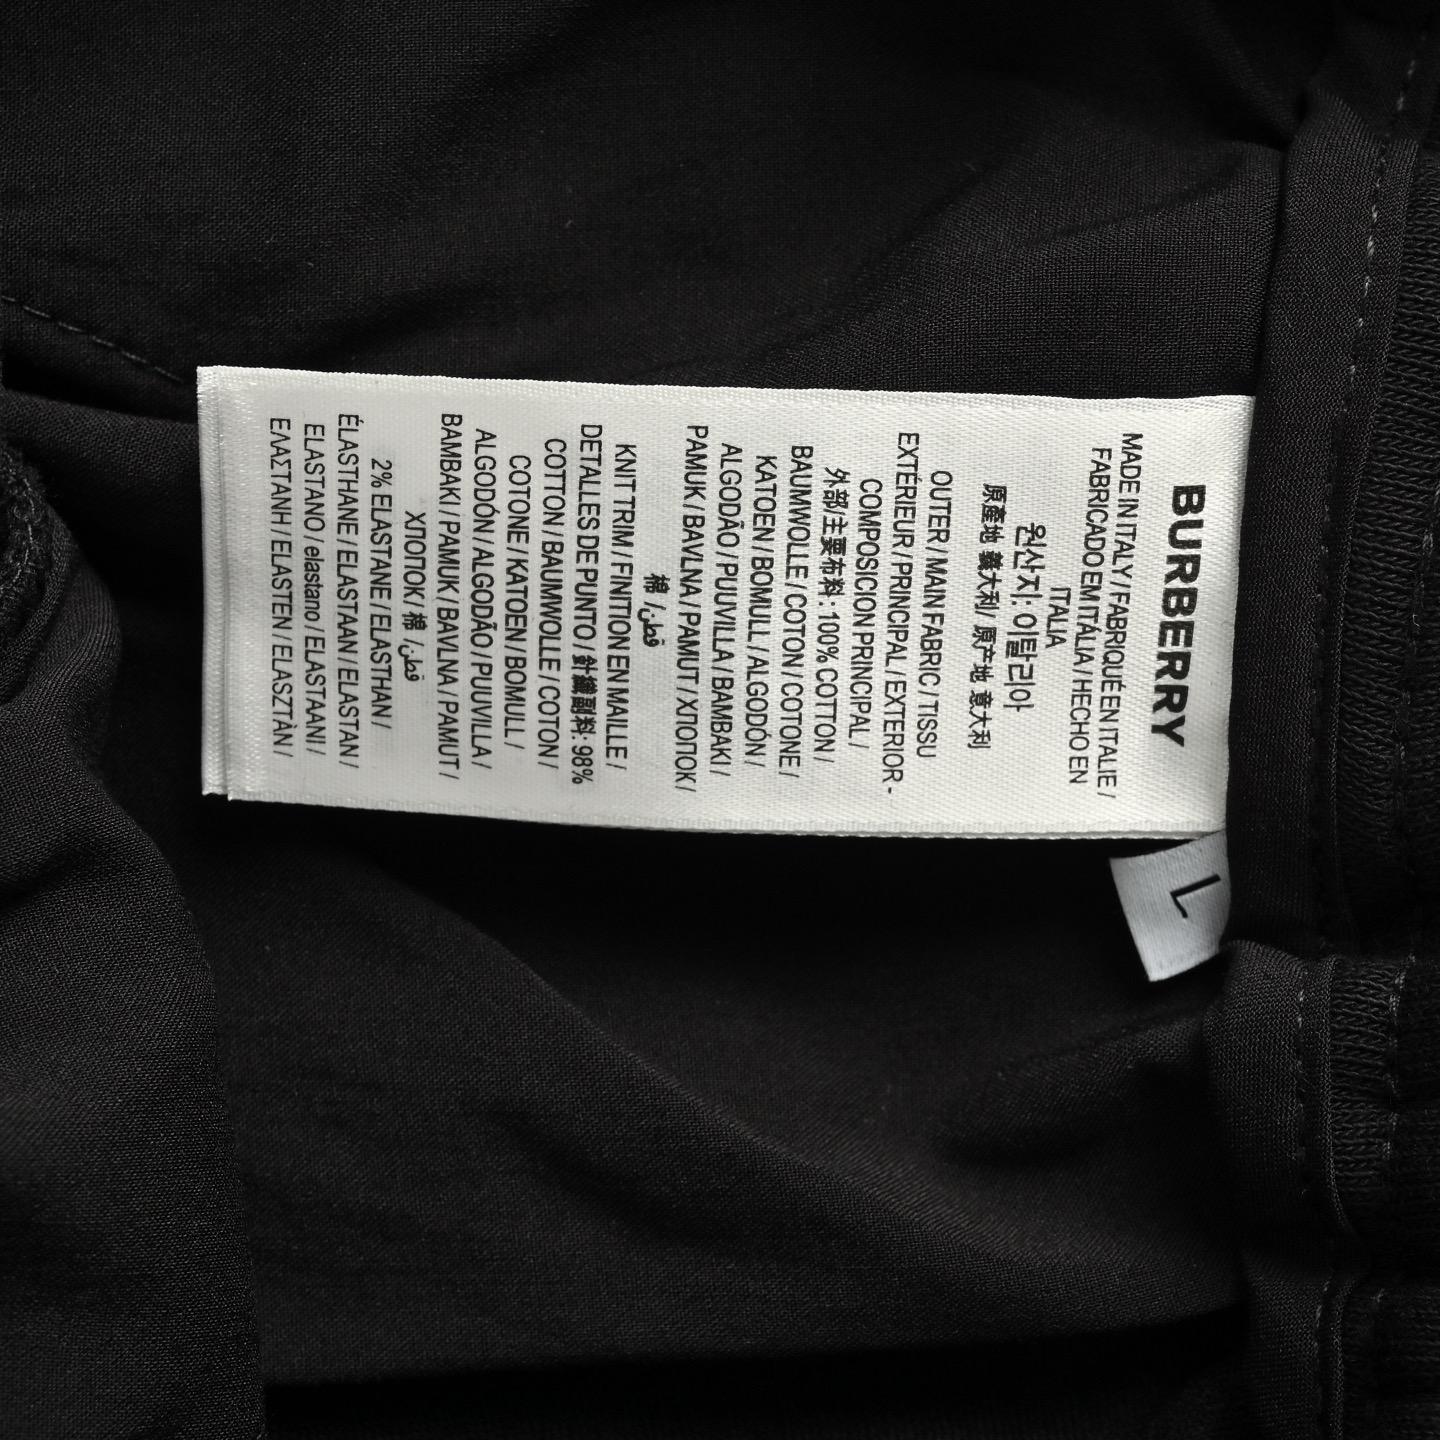 BURBERRY
MADE IN ITALY / FABRIQUÉ EN ITALIE /
FABRICADO EM ITÁLIA / HECHO EN
ITALIA
원산지: 이탈리아
原產地 義大利 / 原产地 意大利
OUTER / MAIN FABRIC / TISSU
EXTÉRIEUR / PRINCIPAL / EXTERIOR-
COMPOSICION PRINCIPAL /
外部/主要布料 : 100% COTTON /
BAUMWOLLE / COTON / COTONE /
KATOEN / BOMULL / ALGODÓN /
ALGODÃO / PUUVILLA / BAMBAKI /
PAMUK / BAVLNA / PAMUT / ХΠОПОК /
棉 / قطن
KNIT TRIM / FINITION EN MAILLE /
DETALLES DE PUNTO / 針織副料: 98%
COTTON / BAUMWOLLE / COTON /
COTONE / KATOEN / BOMULL /
ALGODÓN / ALGODÃO / PUUVILLA /
BAMBAKI / PAMUK / BAVLNA / PAMUT /
ХΠОПОК / 棉 / قطن
2% ELASTANE / ELASTHAN /
ÉLASTHANE / ELASTAAN / ELASTAN /
ELASTANO / elastano / ELASTAANI /
ΕΛΑΣΤΑΝΗ / ELASTEN / ELASZTÀN /
L